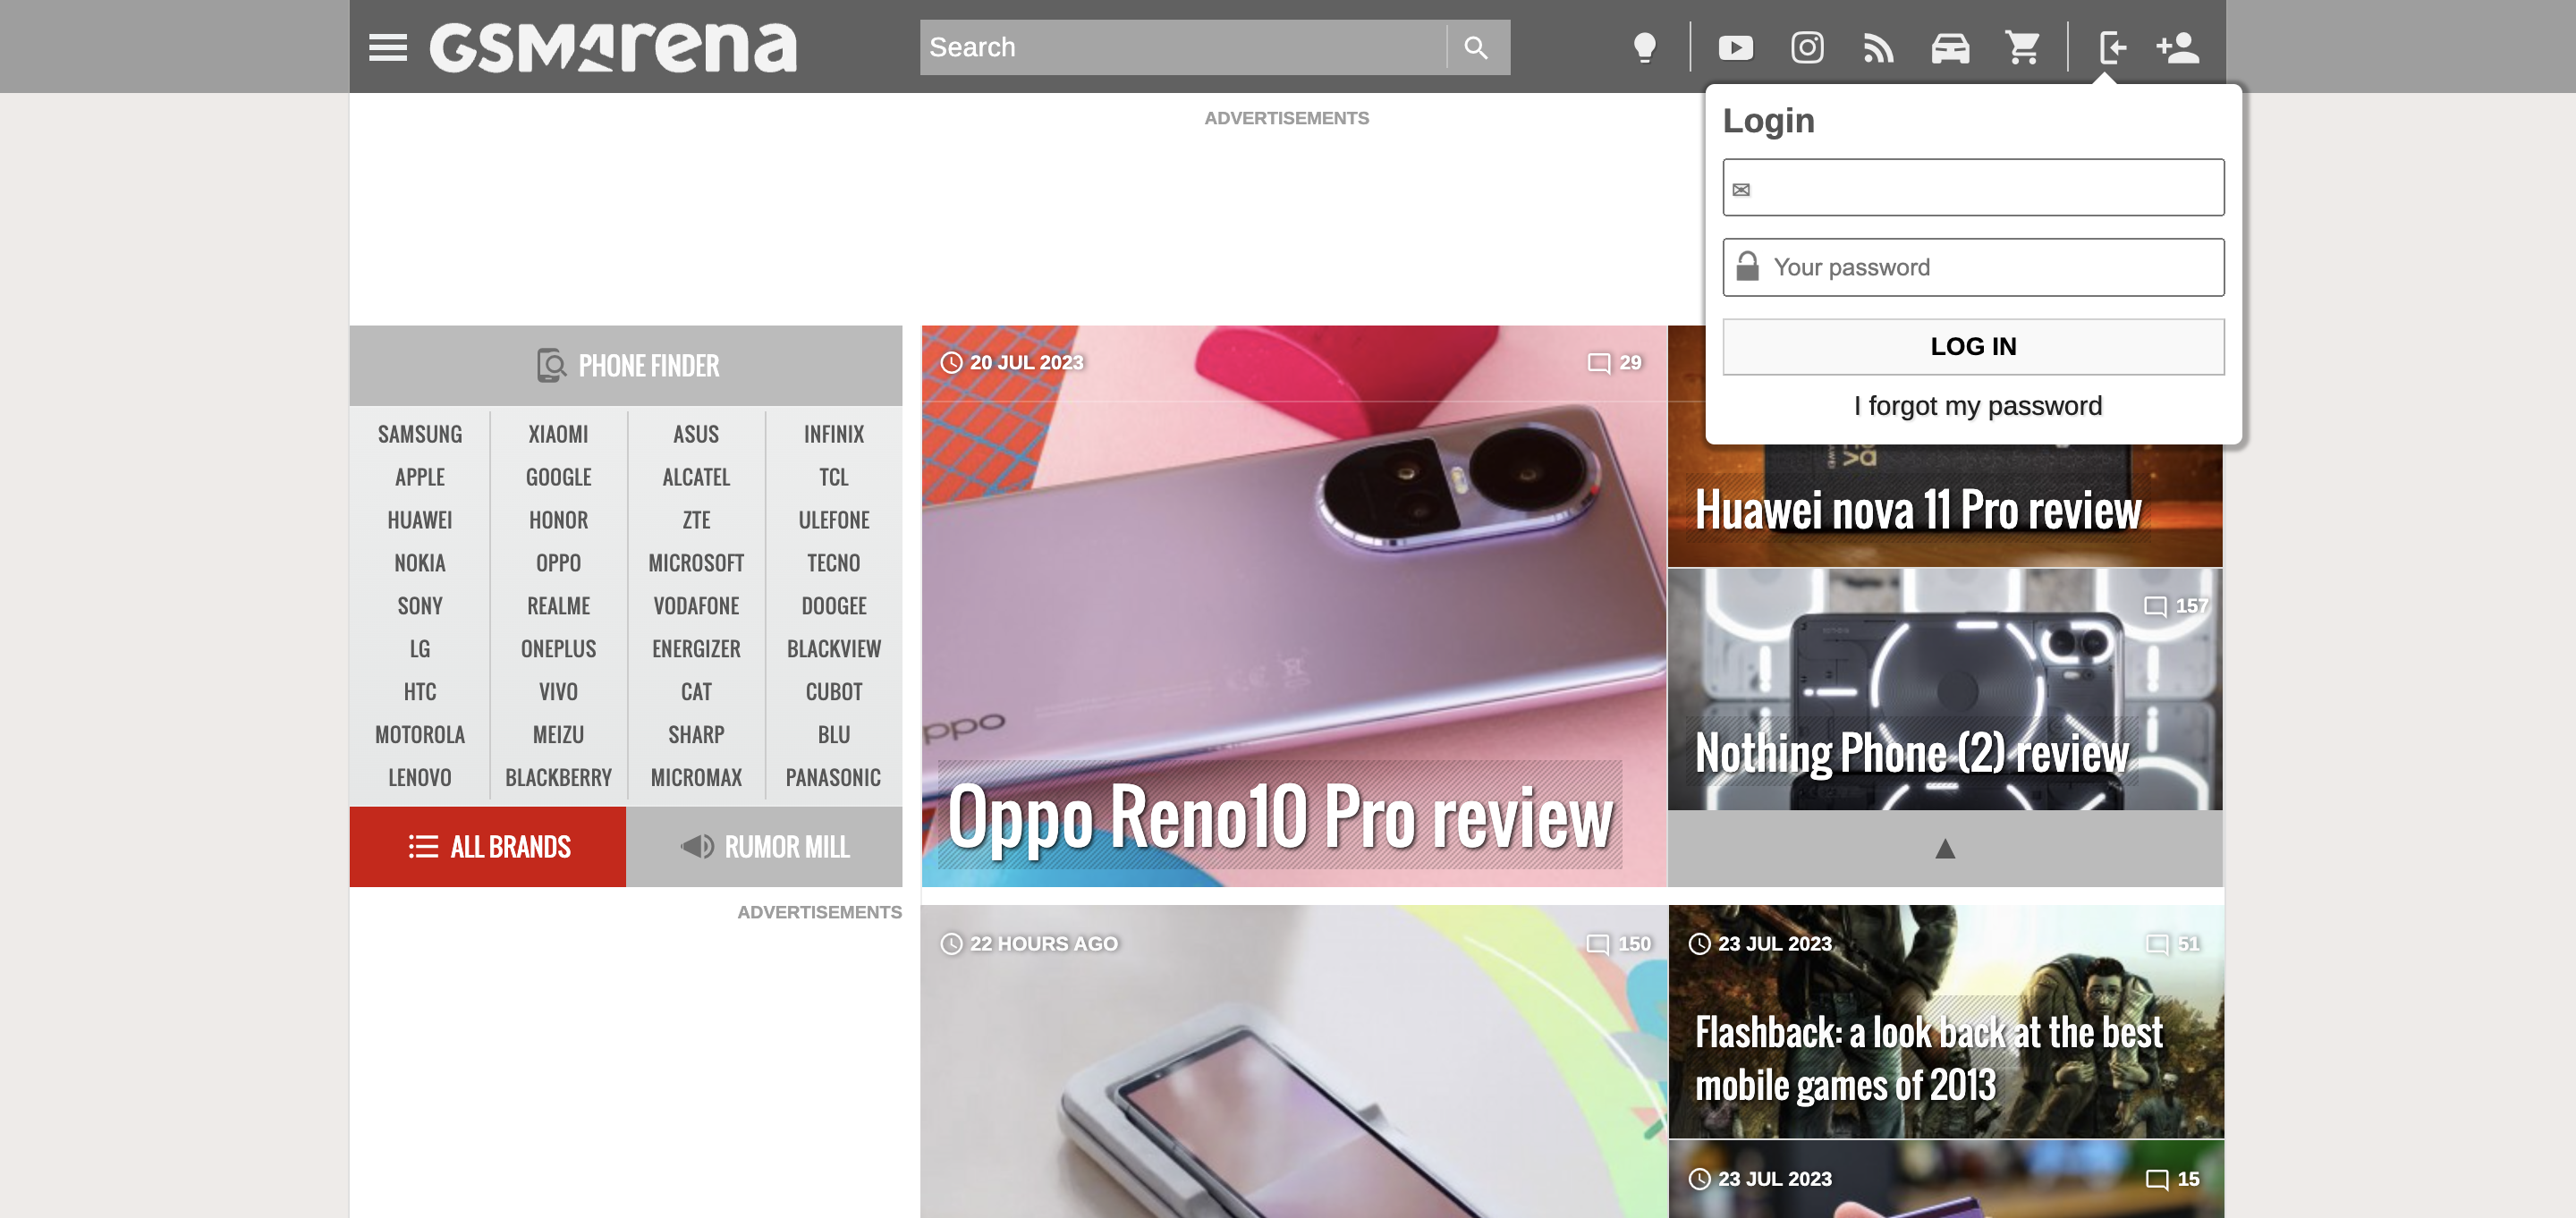 GSMArena
Search
ADVERTISEMENTS
Login
Your password
LOG IN
I forgot my password
PHONE FINDER
SAMSUNG XIAOMI ASUS INFINIX
APPLE GOOGLE ALCATEL TCL
HUAWEI HONOR ZTE ULEFONE
NOKIA OPPO MICROSOFT TECNO
SONY REALME VODAFONE DOOGEE
LG ONEPLUS ENERGIZER BLACKVIEW
HTC VIVO CAT CUBOT
MOTOROLA MEIZU SHARP BLU
LENOVO BLACKBERRY MICROMAX PANASONIC
ALL BRANDS RUMOR MILL
ADVERTISEMENTS
20 JUL 2023 29
oppo
Oppo Reno10 Pro review
Huawei nova 11 Pro review
157
Nothing Phone (2) review
22 HOURS AGO 150
23 JUL 2023 51
Flashback: a look back at the best
mobile games of 2013
23 JUL 2023 15